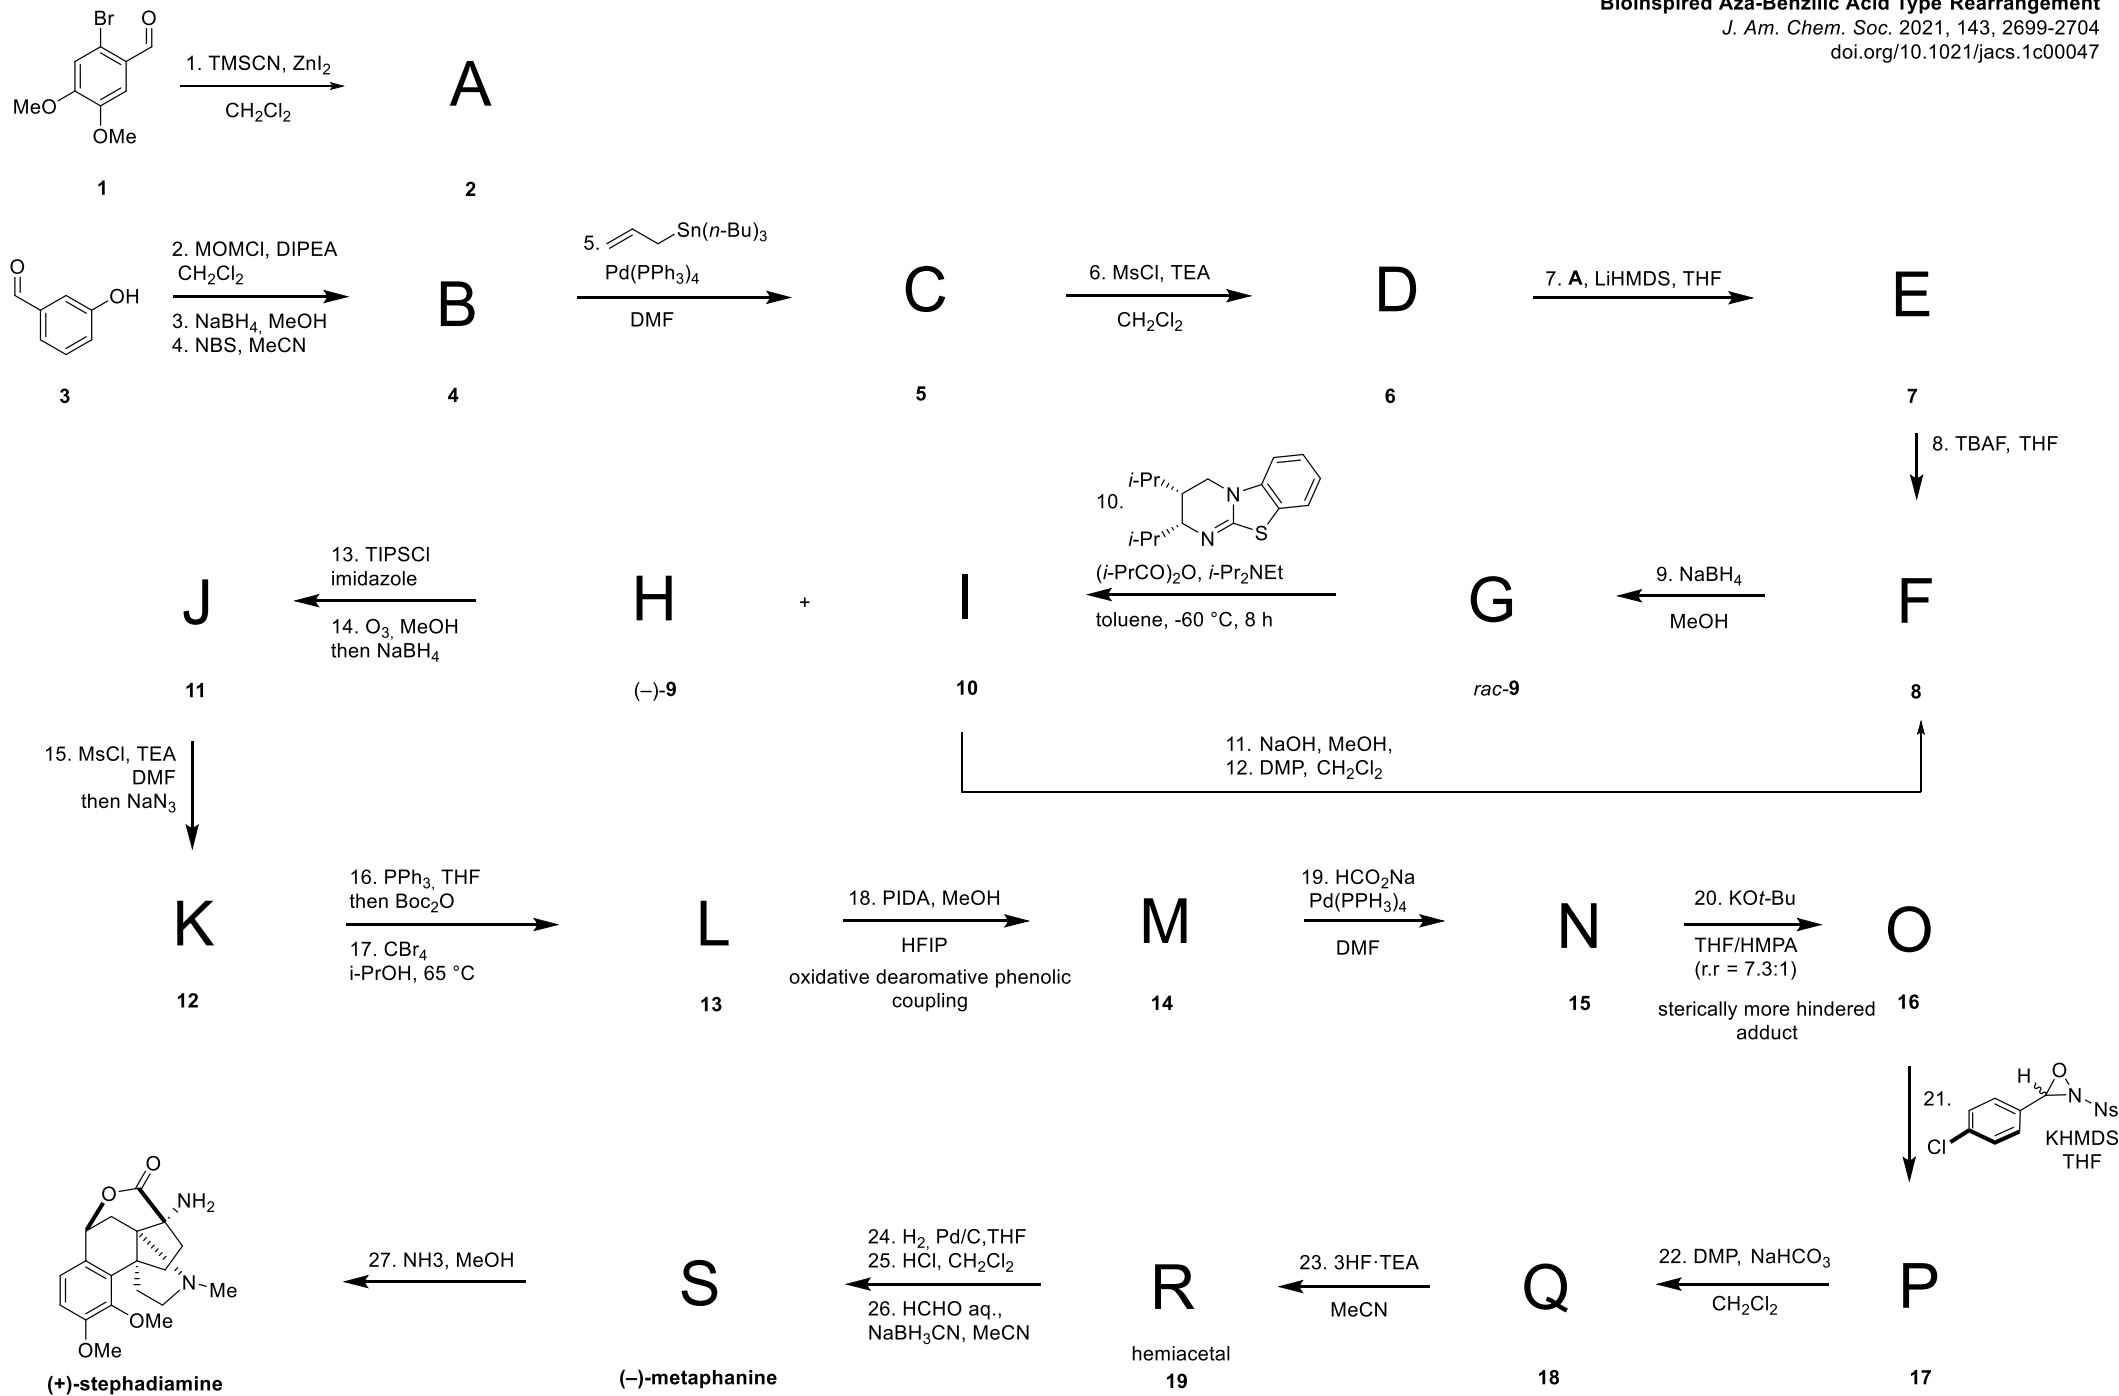 Bioinspired Aza-Benzilic Acid Type Rearrangement
J. Am. Chem. Soc. 2021, 143, 2699-2704
doi.org/10.1021/jacs.1c00047
Br
O
MeO
OMe
1
1. TMSCN, ZnI2
CH2Cl2
A
2
O
OH
3
2. MOMCl, DIPEA
CH2Cl2
3. NaBH4, MeOH
4. NBS, MeCN
B
4
5.
Sn(n-Bu)3
Pd(PPh3)4
DMF
C
5
6. MsCl, TEA
CH2Cl2
D
6
7. A, LiHMDS, THF
E
7
8. TBAF, THF
J
11
13. TIPSCl
imidazole
14. O3, MeOH
then NaBH4
H
(–)-9
+
I
10
10.
i-Pr
i-Pr
N
N
S
(i-PrCO)2O, i-Pr2NEt
toluene, -60 °C, 8 h
G
rac-9
9. NaBH4
MeOH
F
8
11. NaOH, MeOH,
12. DMP, CH2Cl2
15. MsCl, TEA
DMF
then NaN3
K
12
16. PPh3, THF
then Boc2O
17. CBr4
i-PrOH, 65 °C
L
13
18. PIDA, MeOH
HFIP
oxidative dearomative phenolic
coupling
M
14
19. HCO2Na
Pd(PPH3)4
DMF
N
15
20. KOt-Bu
THF/HMPA
(r.r = 7.3:1)
sterically more hindered
adduct
O
16
21.
H
O
N
Ns
Cl
KHMDS
THF
O
O
NH2
N
Me
OMe
OMe
(+)-stephadiamine
27. NH3, MeOH
S
(–)-metaphanine
24. H2, Pd/C,THF
25. HCl, CH2Cl2
26. HCHO aq.,
NaBH3CN, MeCN
R
hemiacetal
19
23. 3HF·TEA
MeCN
Q
18
22. DMP, NaHCO3
CH2Cl2
P
17